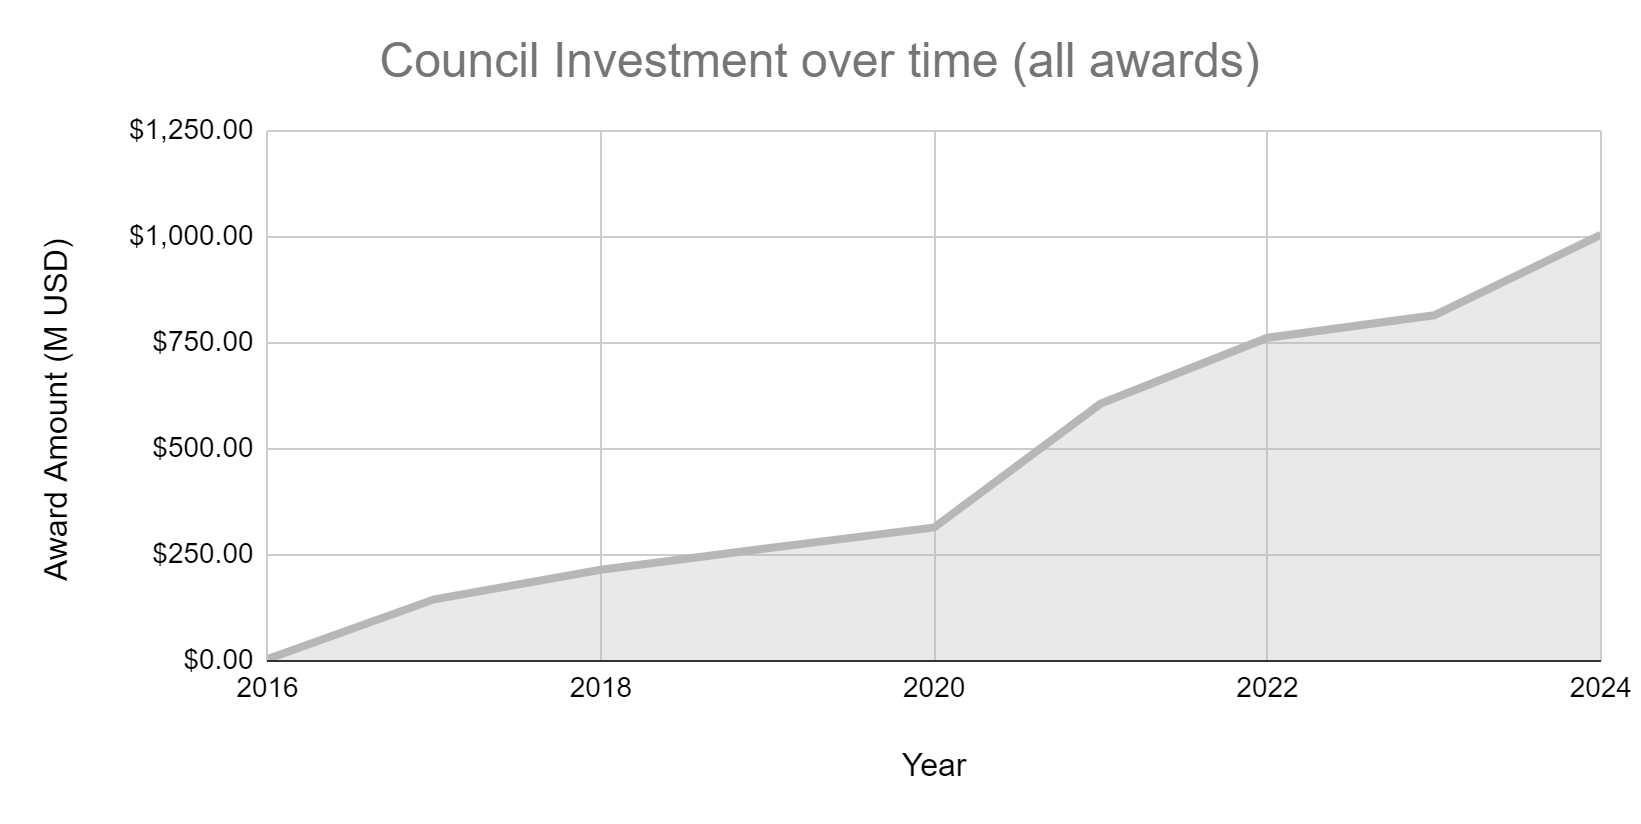 Council Investment over time (all awards)
$1,250.00
$1,000.00
$750.00
$500.00
$250.00
$0.00
Award Amount (M USD)
2016 2018 2020 2022 2024
Year